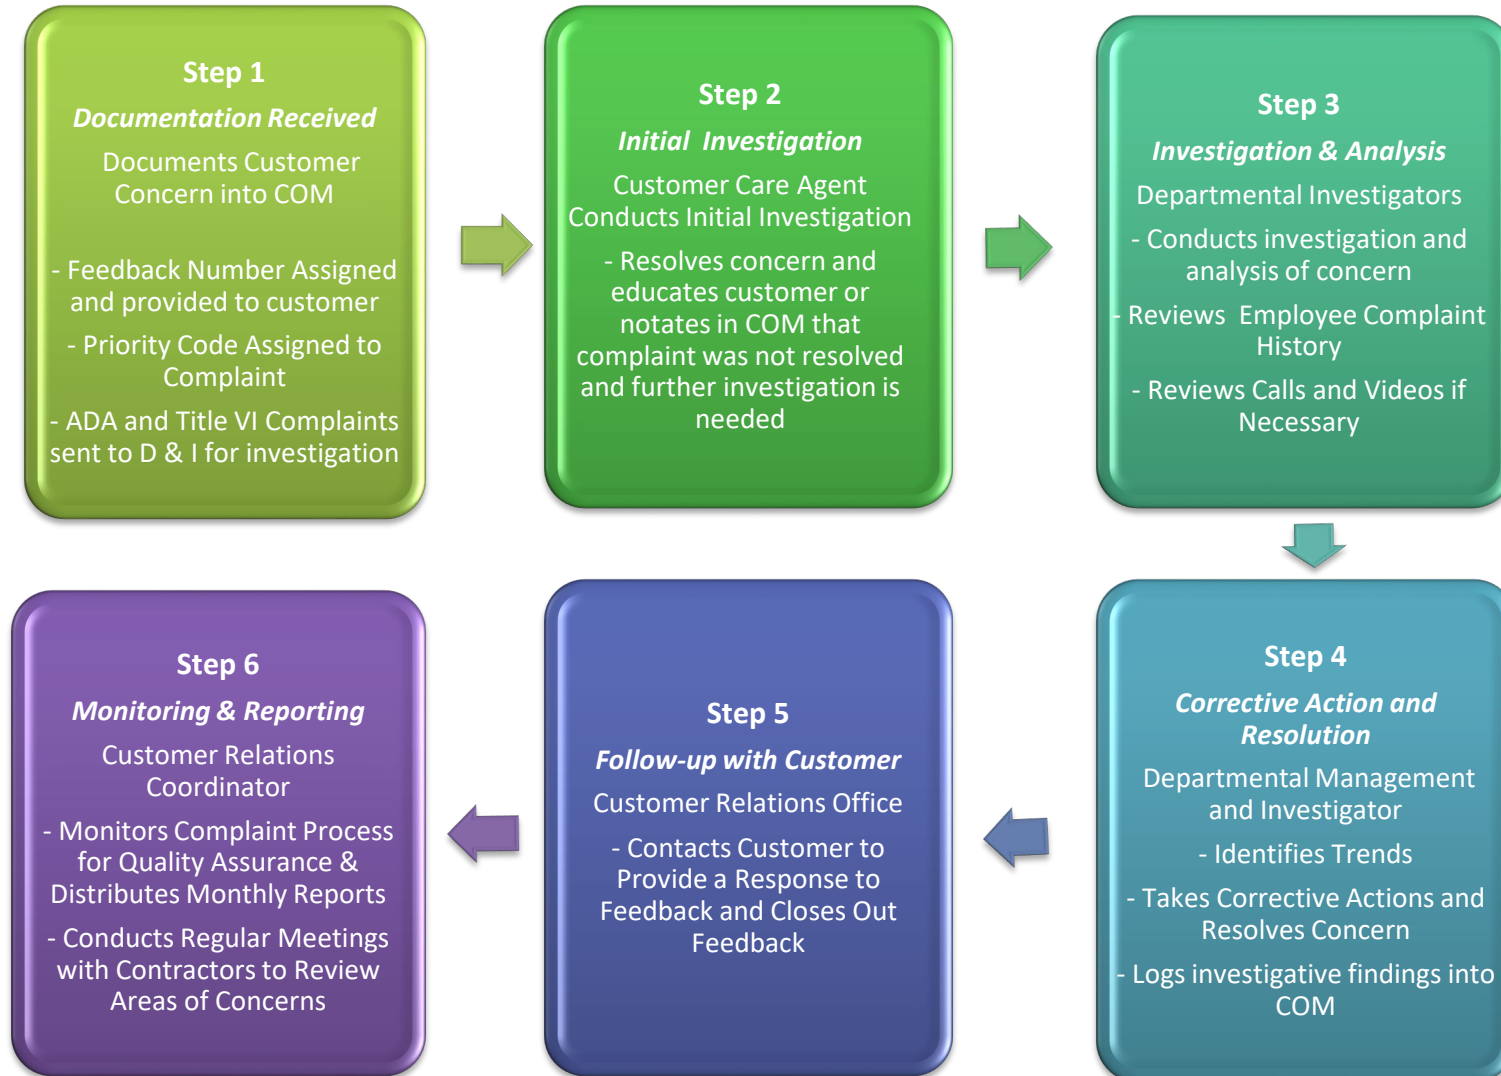 Step 1
Documentation Received
Documents Customer
Concern into COM
- Feedback Number Assigned
and provided to customer
- Priority Code Assigned to
Complaint
- ADA and Title VI Complaints
sent to D & I for investigation
Step 2
Initial Investigation
Customer Care Agent
Conducts Initial Investigation
- Resolves concern and
educates customer or
notates in COM that
complaint was not resolved
and further investigation is
needed
Step 3
Investigation & Analysis
Departmental Investigators
- Conducts investigation and
analysis of concern
- Reviews Employee Complaint
History
- Reviews Calls and Videos if
Necessary
Step 4
Corrective Action and
Resolution
Departmental Management
and Investigator
- Identifies Trends
- Takes Corrective Actions and
Resolves Concern
- Logs investigative findings into
COM
Step 5
Follow-up with Customer
Customer Relations Office
- Contacts Customer to
Provide a Response to
Feedback and Closes Out
Feedback
Step 6
Monitoring & Reporting
Customer Relations
Coordinator
- Monitors Complaint Process
for Quality Assurance &
Distributes Monthly Reports
- Conducts Regular Meetings
with Contractors to Review
Areas of Concerns